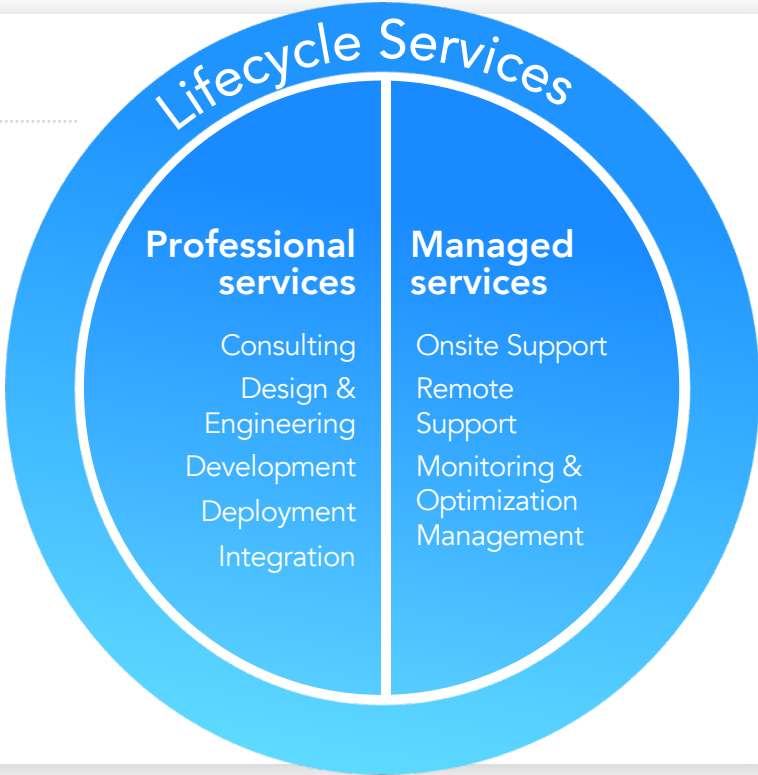 Lifecycle Services
Professional
services
Consulting
Design &
Engineering
Development
Deployment
Integration
Managed
services
Onsite Support
Remote
Support
Monitoring &
Optimization
Management